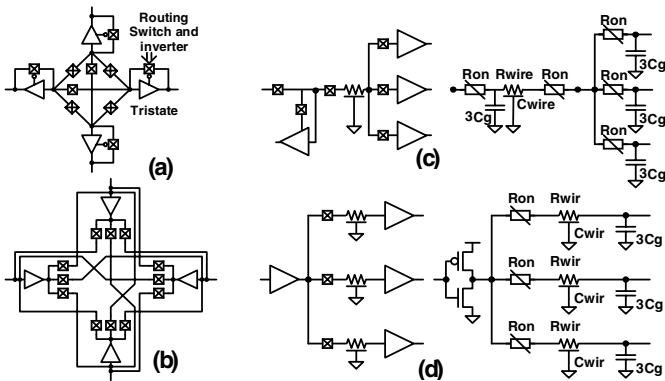 Routing
Switch and
inverter
Tristate
(a)
(b)
Ron
Rwire
Ron
3Cg
Cwire
Ron
3Cg
Ron
3Cg
Ron
3Cg
(c)
Ron
Rwir
Cwir
3Cg
Ron
Rwir
Cwir
3Cg
Ron
Rwir
Cwir
3Cg
(d)